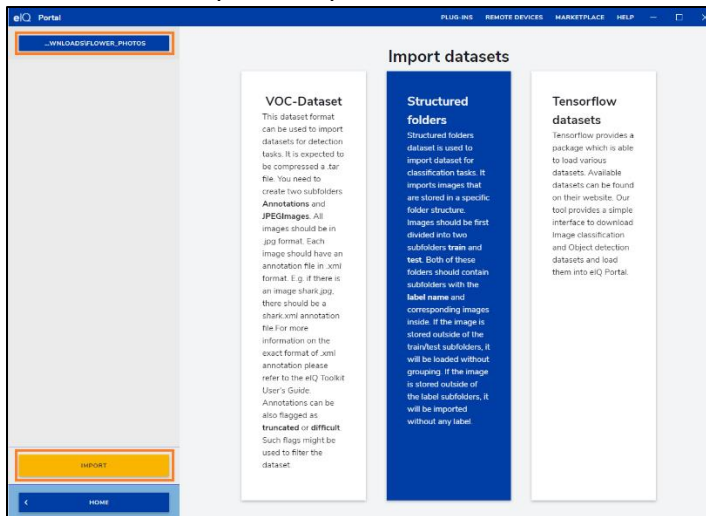 eIQ Portal
PLUG-INS REMOTE DEVICES MARKETPLACE HELP
...WNLOADS\FLOWER_PHOTOS
Import datasets
VOC-Dataset
This dataset format
can be used to import
datasets for detection
tasks. It is expected to
be compressed a .tar
file. You need to
create two subfolders
Annotations and
JPEGImages. All
images should be in
.jpg format. Each
image should have an
annotation file in .xml
format. E.g. if there is
an image shark.jpg,
there should be a
shark.xml annotation
file.For more
information on the
exact format of .xml
annotation please
refer to the eIQ Toolkit
User's Guide.
Annotations can be
also flagged as
truncated or difficult.
Such flags might be
used to filter the
dataset.
Structured
folders
Structured folders
dataset is used to
import dataset for
classification tasks. It
imports images that
are stored in a specific
folder structure.
Images should be first
divided into two
subfolders train and
test. Both of these
folders should contain
subfolders with the
label name and
corresponding images
inside. If the image is
stored outside of the
train/test subfolders, it
will be loaded without
grouping. If the image
is stored outside of
the label subfolders, it
will be imported
without any label.
Tensorflow
datasets
Tensorflow provides a
package which is able
to load various
datasets. Available
datasets can be found
on their website. Our
tool provides a simple
interface to download
Image classification
and Object detection
datasets and load
them into eIQ Portal.
IMPORT
HOME